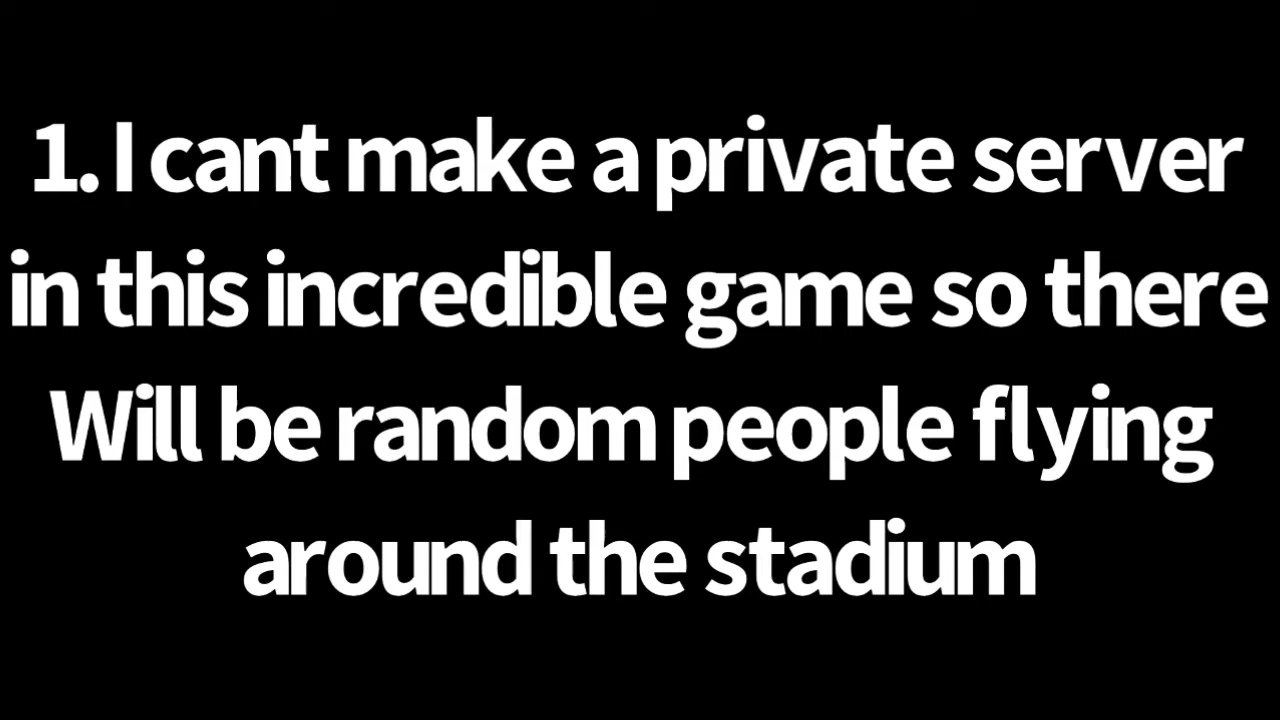 1. I cant make a private server
in this incredible game so there
Will be random people flying
around the stadium